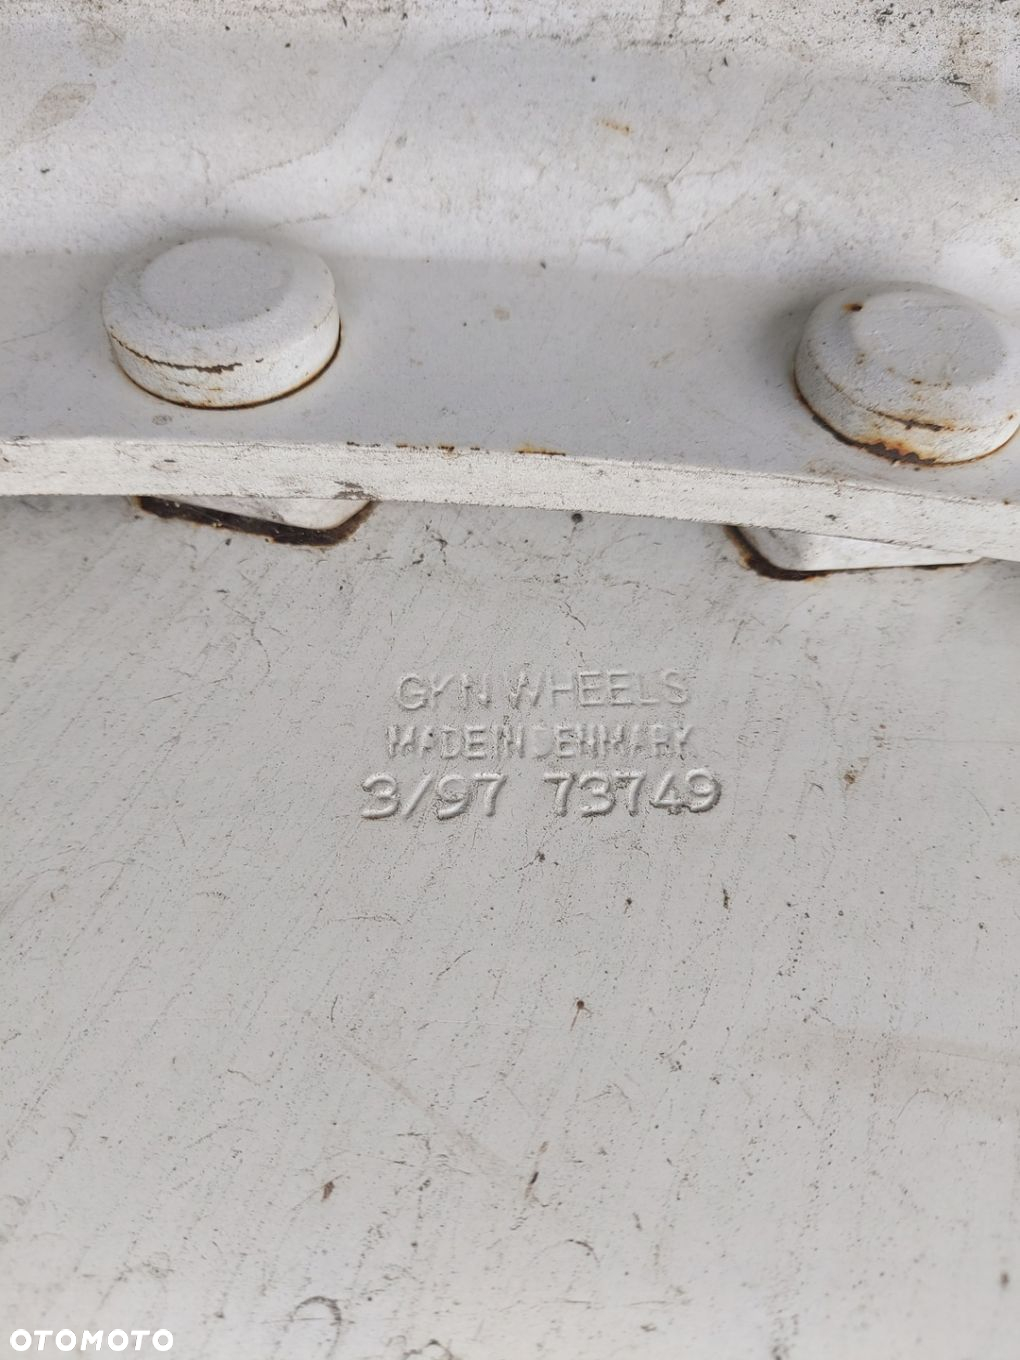 GKN WHEELS
MADE IN DENMARK
3/97 73749
OTOMOTO